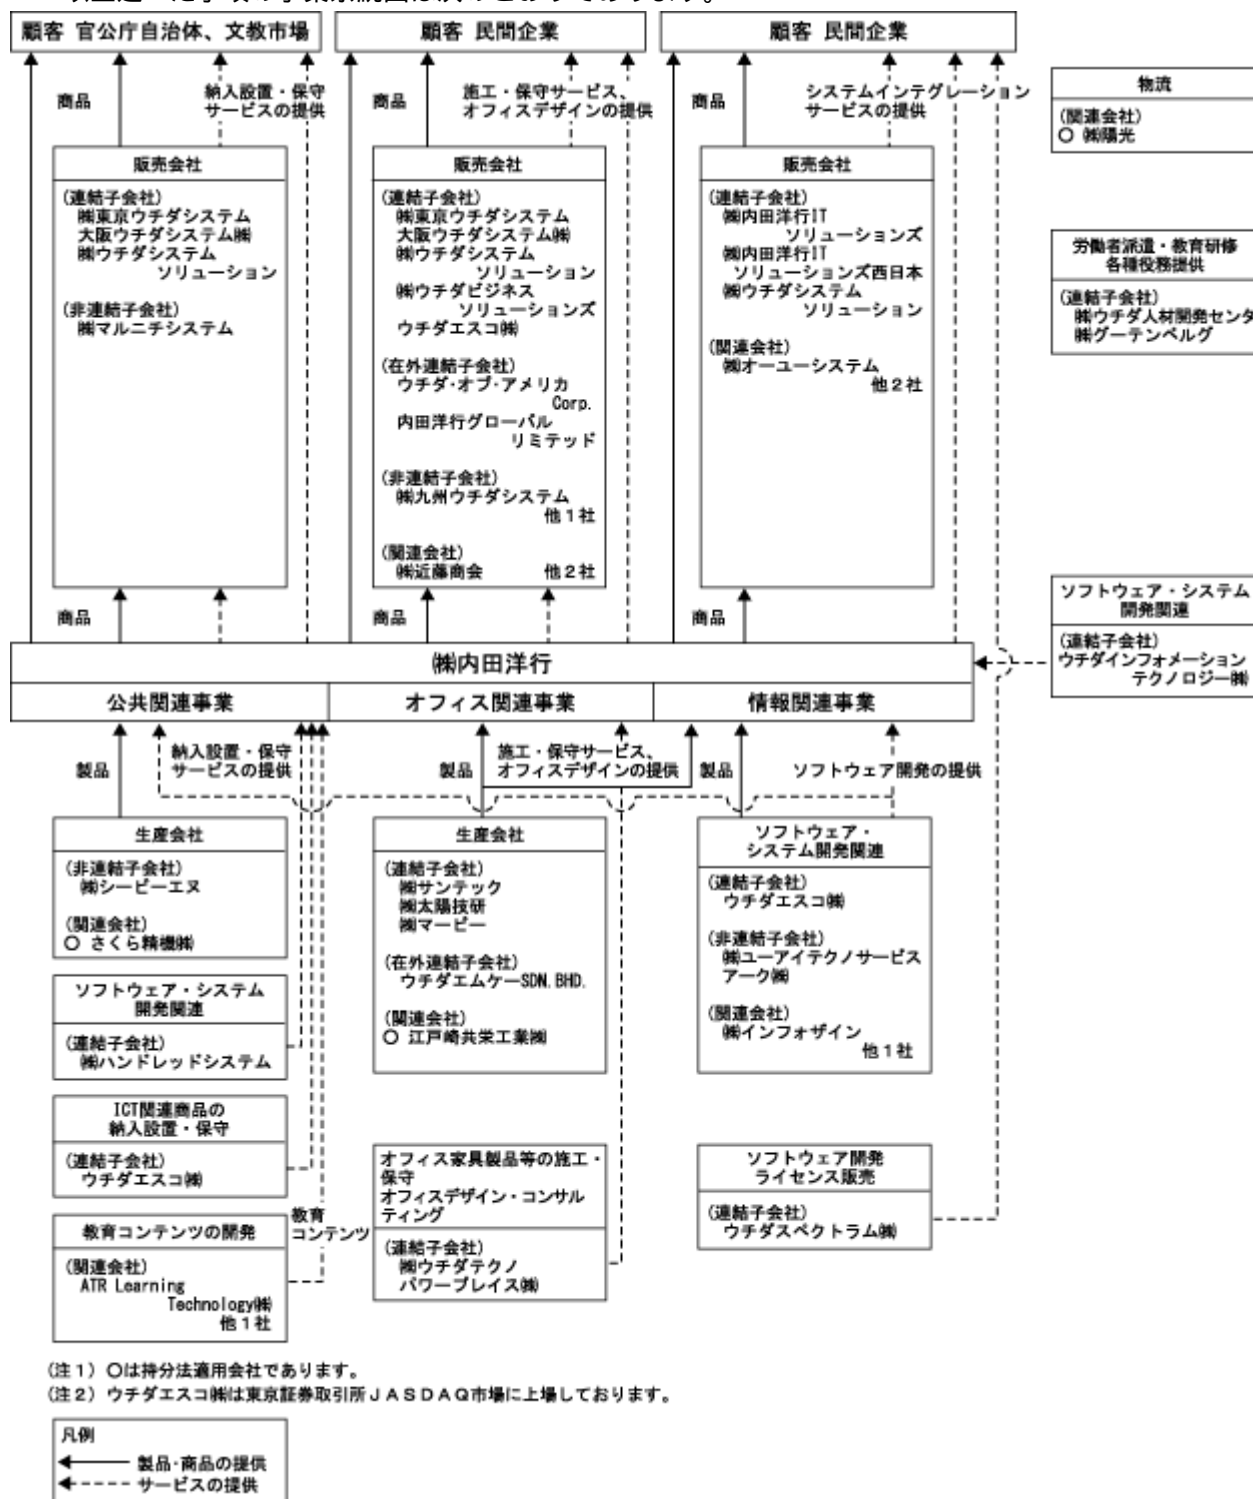 顧客 官公庁自治体、文教市場
顧客 民間企業
顧客 民間企業
商品
納入設置・保守
サービスの提供
商品
施工・保守サービス、
オフィスデザインの提供
商品
システムインテグレーション
サービスの提供
物流
(関連会社)
○ ㈱陽光
販売会社
(連結子会社)
㈱東京ウチダシステム
大阪ウチダシステム㈱
㈱ウチダシステム
ソリューション
(非連結子会社)
㈱マルニチシステム
販売会社
(連結子会社)
㈱東京ウチダシステム
大阪ウチダシステム㈱
㈱ウチダシステム
ソリューション
㈱ウチダビジネス
ソリューションズ
ウチダエスコ㈱
(在外連結子会社)
ウチダ・オブ・アメリカ
Corp.
内田洋行グローバル
リミテッド
(非連結子会社)
㈱九州ウチダシステム
他1社
(関連会社)
㈱近藤商会 他2社
販売会社
(連結子会社)
㈱内田洋行IT
ソリューションズ
㈱内田洋行IT
ソリューションズ西日本
㈱ウチダシステム
ソリューション
(関連会社)
㈱オーユーシステム
他2社
労働者派遣・教育研修
各種役務提供
(連結子会社)
㈱ウチダ人材開発センタ
㈱グーテンベルグ
商品
商品
商品
ソフトウェア・システム
開発関連
(連結子会社)
ウチダインフォメーション
テクノロジー㈱
㈱内田洋行
公共関連事業
オフィス関連事業
情報関連事業
製品
納入設置・保守
サービスの提供
製品
施工・保守サービス、
オフィスデザインの提供
製品
ソフトウェア開発の提供
生産会社
(非連結子会社)
㈱シーピーエヌ
(関連会社)
○ さくら精機㈱
ソフトウェア・システム
開発関連
(連結子会社)
㈱ハンドレッドシステム
ICT関連商品の
納入設置・保守
(連結子会社)
ウチダエスコ㈱
教育コンテンツの開発
(関連会社)
ATR Learning
Technology㈱
他1社
教育
コンテンツ
生産会社
(連結子会社)
㈱サンテック
㈱太陽技研
㈱マービー
(在外連結子会社)
ウチダエムケーSDN.BHD.
(関連会社)
○ 江戸崎共栄工業㈱
オフィス家具製品等の施工・
保守
オフィスデザイン・コンサル
ティング
(連結子会社)
㈱ウチダテクノ
パワープレイス㈱
ソフトウェア・
システム開発関連
(連結子会社)
ウチダエスコ㈱
(非連結子会社)
㈱ユーアイテクノサービス
アーク㈱
(関連会社)
㈱インフォザイン
他1社
ソフトウェア開発
ライセンス販売
(連結子会社)
ウチダスペクトラム㈱
(注1) ○は持分法適用会社であります。
(注2) ウチダエスコ㈱は東京証券取引所JASDAQ市場に上場しております。
凡例
製品・商品の提供
サービスの提供